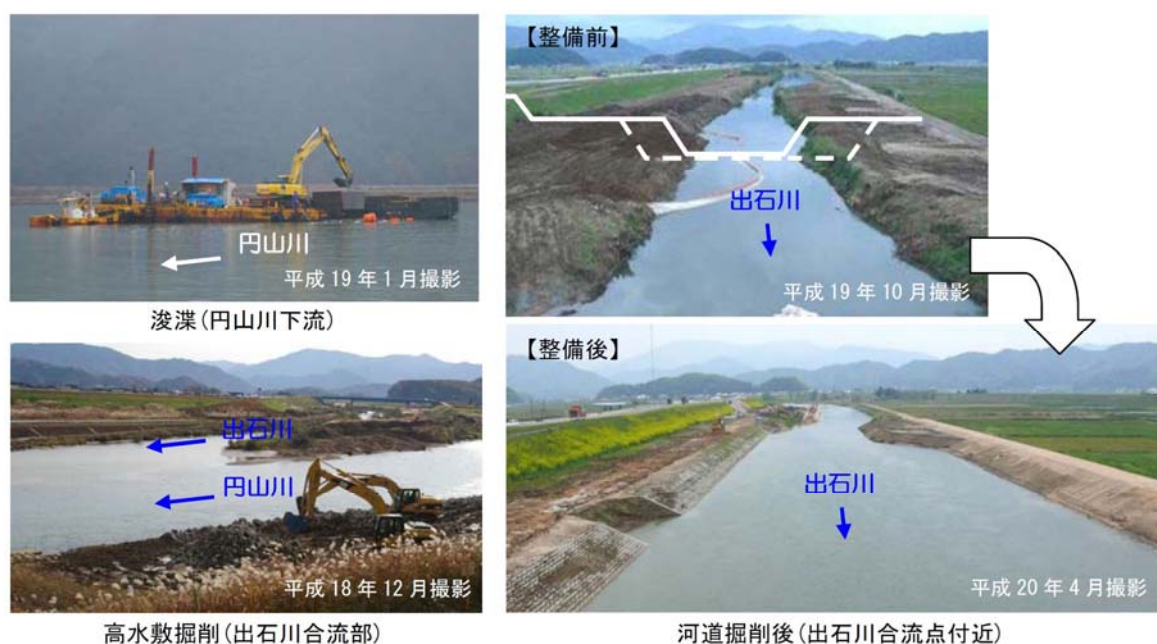 円山川
平成19年1月撮影
浚渫(円山川下流)
出石川
円山川
平成18年12月撮影
高水敷掘削(出石川合流部)
【整備前】
出石川
平成19年10月撮影
【整備後】
出石川
平成20年4月撮影
河道掘削後(出石川合流点付近)